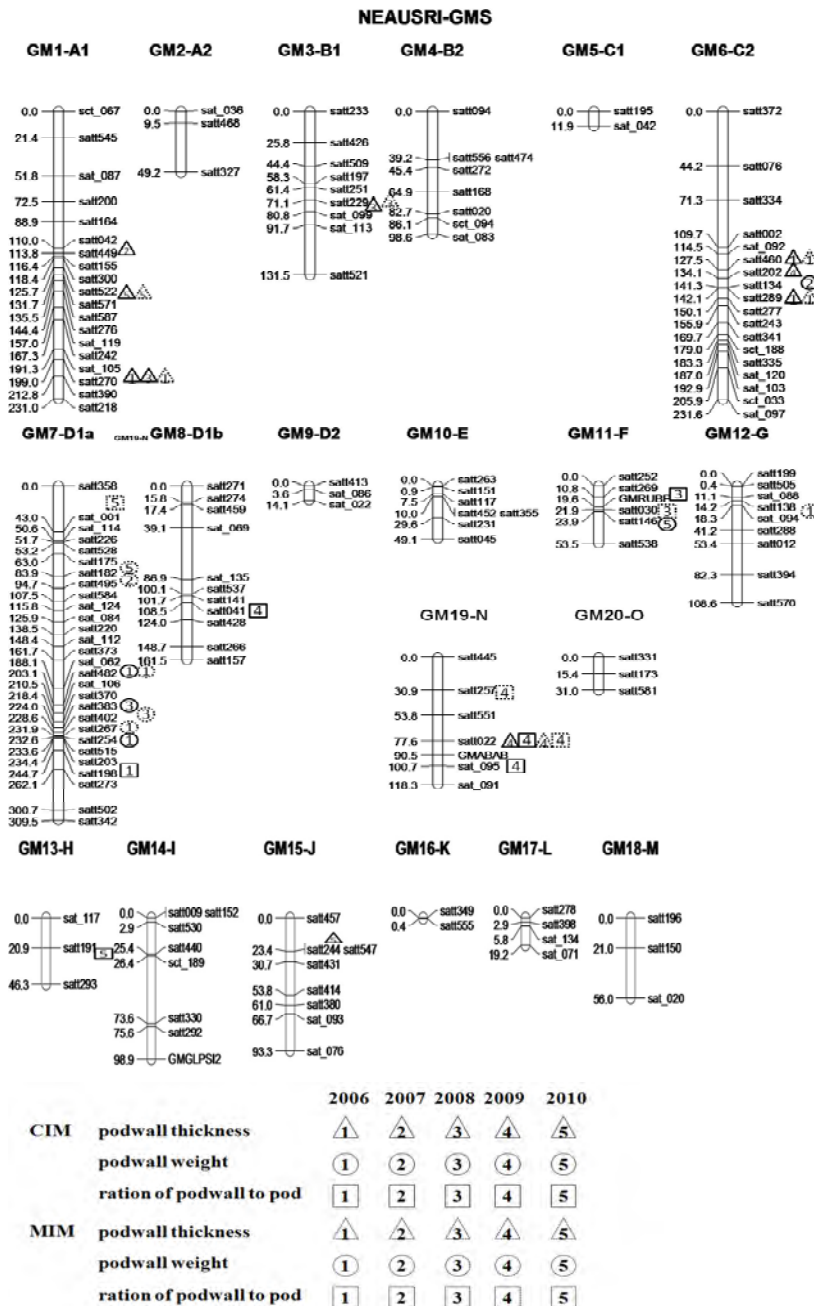 NEAUSRI-GMS
GM1-A1 GM2-A2 GM3-B1 GM4-B2 GM5-C1 GM6-C2
0.0 sct_067
21.4 satt545
51.8 sat_087
72.5 satt200
88.9 satt164
110.0 satt042
113.8 satt449
116.4 satt155
118.4 satt300
125.7 satt522
131.7 satt571
135.5 satt587
144.4 satt276
157.0 sat_119
167.3 satt242
191.3 sat_105
199.0 satt270
212.8 satt390
231.0 satt218
0.0 sat_036
9.5 satt468
49.2 satt327
0.0 satt233
25.8 satt426
44.4 satt509
58.3 satt197
61.4 satt251
71.1 satt229
80.8 sat_099
91.7 sat_113
131.5 satt521
0.0 satt094
39.2 satt556 satt474
45.4 satt272
64.9 satt168
82.7 satt020
86.1 sct_094
98.6 sat_083
0.0 satt195
11.9 sat_042
0.0 satt372
44.2 satt076
71.3 satt334
109.7 satt002
114.5 sat_092
127.5 satt460 1 1
134.1 satt202
141.3 satt134 2
142.1 satt289 1 1
150.1 satt277
155.9 satt243
169.7 satt341
179.0 sct_188
183.3 satt335
187.0 sat_120
192.9 sat_103
205.9 sct_033
231.6 sat_097
GM7-D1a GM19-N GM8-D1b GM9-D2 GM10-E GM11-F GM12-G
0.0 satt358
5
43.0 sat_001
50.6 sat_114
51.7 satt226
53.2 satt528
63.0 satt175
83.9 satt182 5
94.7 satt495 2
107.5 satt584
115.8 sat_124
125.9 sat_084
138.5 satt220
148.4 sat_112
161.7 satt373
188.1 sat_062
203.1 satt482 1 1
210.5 sat_106
218.4 satt370
224.0 satt383 3
228.6 satt402 3
231.9 satt267 1
232.6 satt254 1
233.6 satt515
234.4 satt203
244.7 satt198 1
262.1 satt273
300.7 satt502
309.5 satt342
0.0 satt271
15.8 satt274
17.4 satt459
39.1 sat_069
86.9 sat_135
100.1 satt537
101.7 satt141
108.5 satt041 4
124.0 satt428
148.7 satt266
161.5 satt157
0.0 satt413
3.6 sat_086
14.1 sat_022
0.0 satt263
0.9 satt151
7.5 satt117
10.0 satt452 satt355
29.6 satt231
49.1 satt045
0.0 satt252
10.8 satt269
19.6 GMRUBP 3
21.9 satt030 3
23.9 satt146 5
53.5 satt538
0.0 satt199
0.4 satt505
11.1 sat_088
14.2 satt138 1
18.3 sat_094
41.2 satt288
53.4 satt012
82.3 satt394
108.6 satt570
GM19-N GM20-O
0.0 satt445
30.9 satt257 4
53.8 satt551
77.6 satt022 4 4
90.5 GMABAB
100.7 sat_095 4
118.3 sat_091
0.0 satt331
15.4 satt173
31.0 satt581
GM13-H GM14-I GM15-J GM16-K GM17-L GM18-M
0.0 sat_117
20.9 satt191 5
46.3 satt293
0.0 satt009 satt152
2.9 satt530
25.4 satt440
26.4 sct_189
73.6 satt330
75.6 satt292
98.9 GMGLPSI2
0.0 satt457
23.4 satt244 satt547
30.7 satt431
53.8 satt414
61.0 satt380
66.7 sat_093
93.3 sat_076
0.0 satt349
0.4 satt555
0.0 satt278
2.9 satt398
5.8 sat_134
19.2 sat_071
0.0 satt196
21.0 satt150
56.0 sat_020
2006 2007 2008 2009 2010
CIM podwall thickness 1 2 3 4 5
podwall weight 1 2 3 4 5
ration of podwall to pod 1 2 3 4 5
MIM podwall thickness 1 2 3 4 5
podwall weight 1 2 3 4 5
ration of podwall to pod 1 2 3 4 5